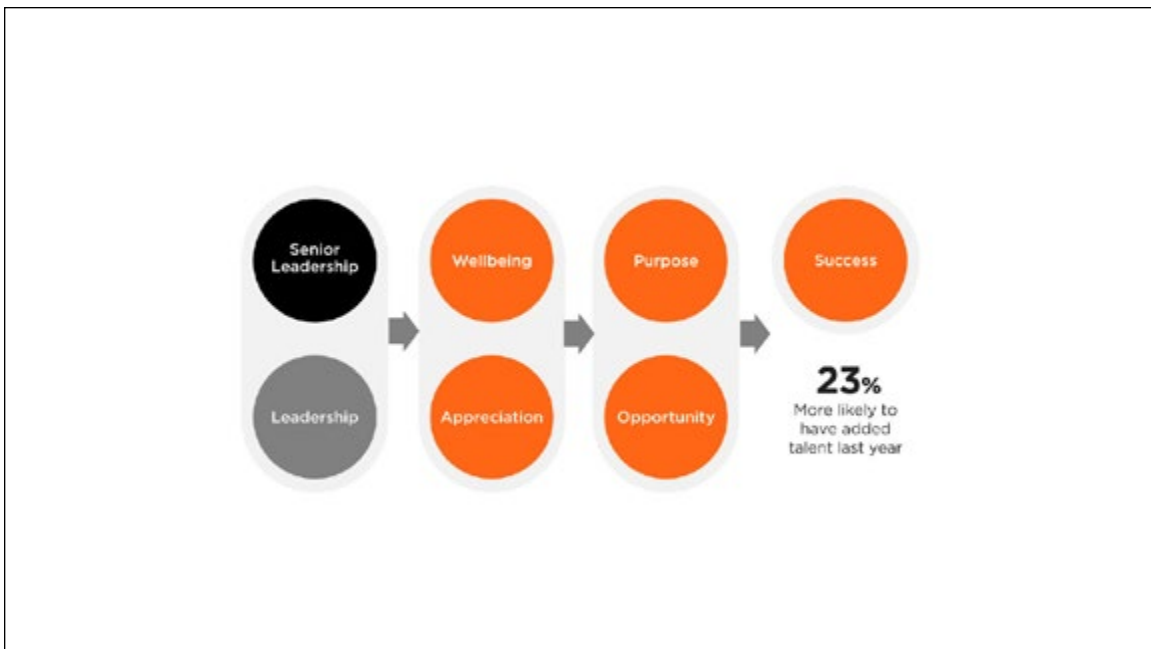 Senior
Leadership
Leadership
Wellbeing
Appreciation
Purpose
Opportunity
Success
23%
More likely to
have added
talent last year